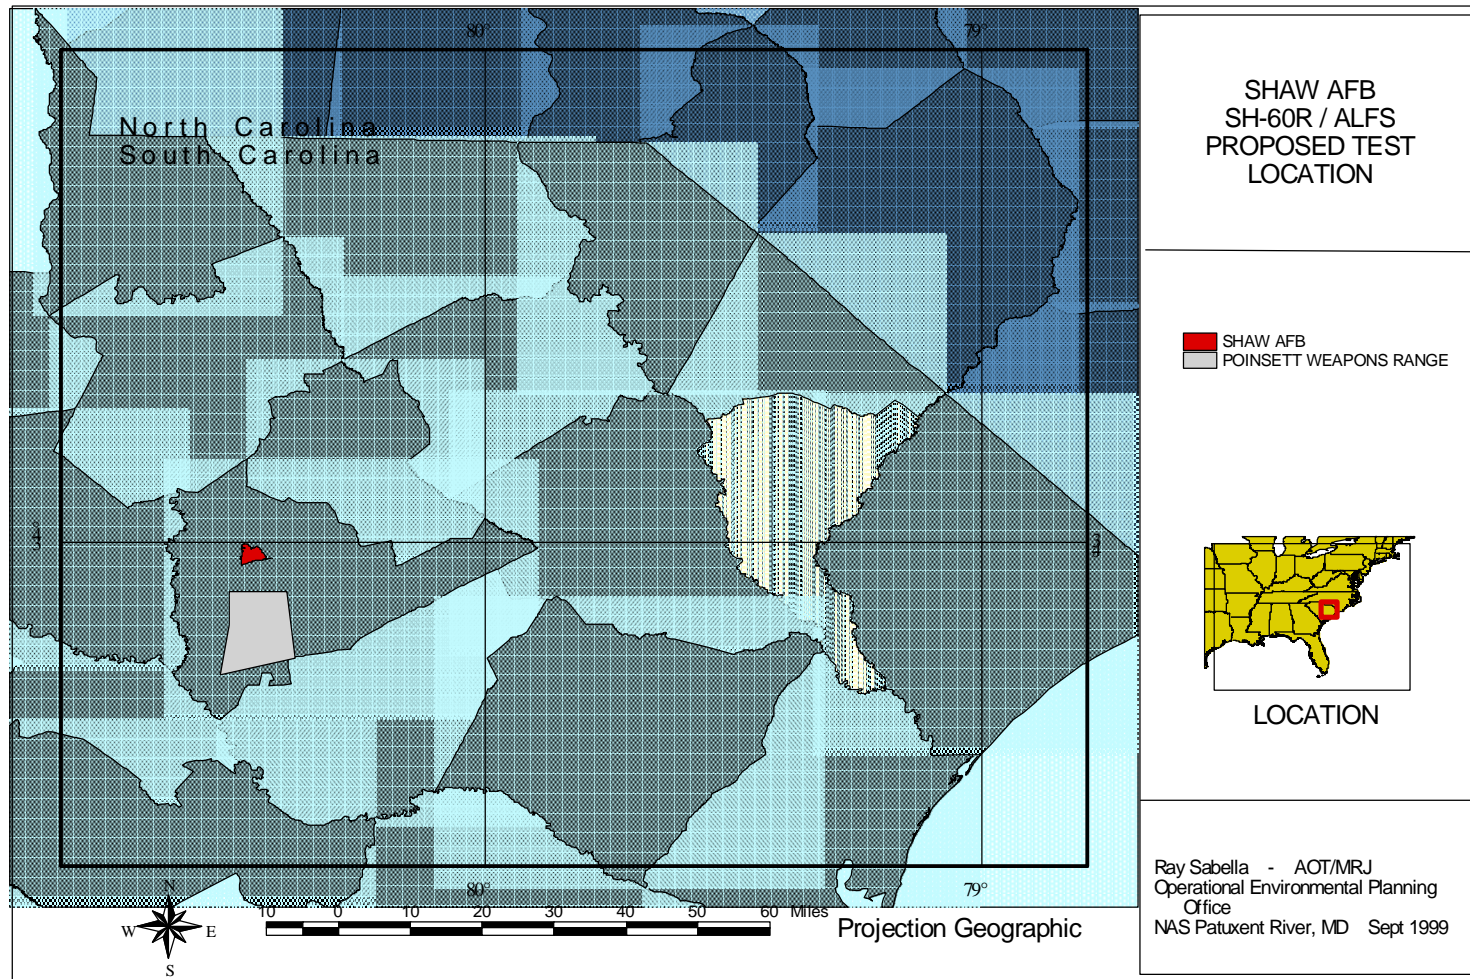 80°
79°
North Carolina
South Carolina
34
34
80°
79°
N
W
E
S
10 0 10 20 30 40 50 60 Miles
Projection Geographic
SHAW AFB
SH-60R / ALFS
PROPOSED TEST
LOCATION
SHAW AFB
POINSETT WEAPONS RANGE
LOCATION
Ray Sabella - AOT/MRJ
Operational Environmental Planning
Office
NAS Patuxent River, MD Sept 1999